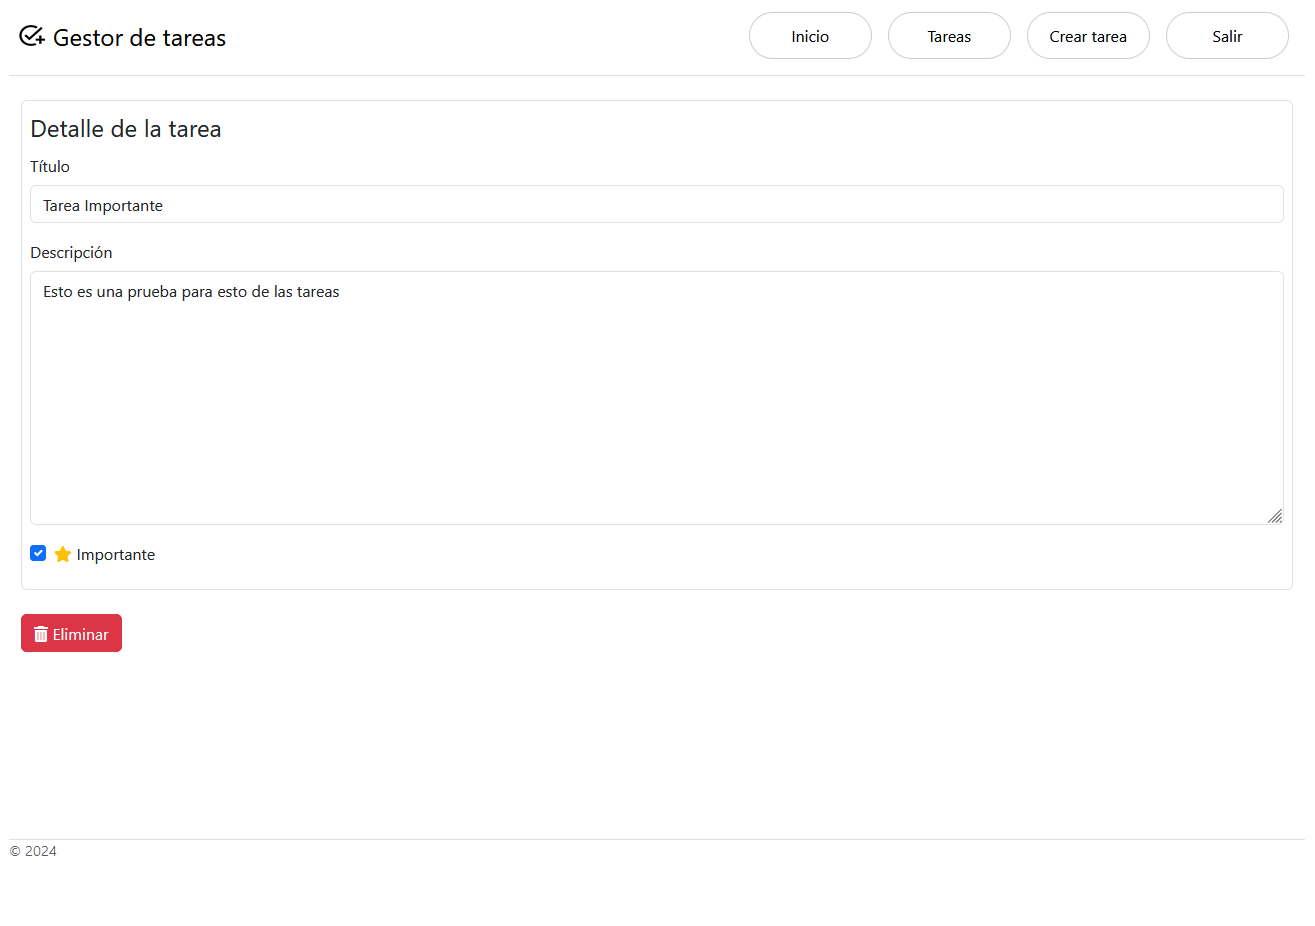 Gestor de tareas
Inicio
Tareas
Crear tarea
Salir
Detalle de la tarea
Título
Tarea Importante
Descripción
Esto es una prueba para esto de las tareas
Importante
Eliminar
© 2024